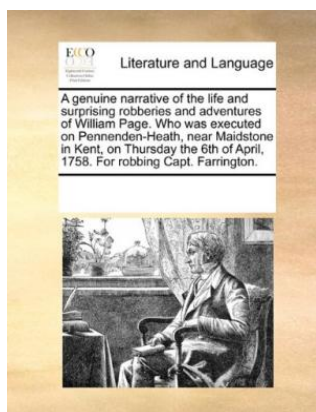 ECCO
Literature and Language
A genuine narrative of the life and
surprising robberies and adventures
of William Page. Who was executed
on Pennenden-Heath, near Maidstone
in Kent, on Thursday the 6th of April,
1758. For robbing Capt. Farrington.